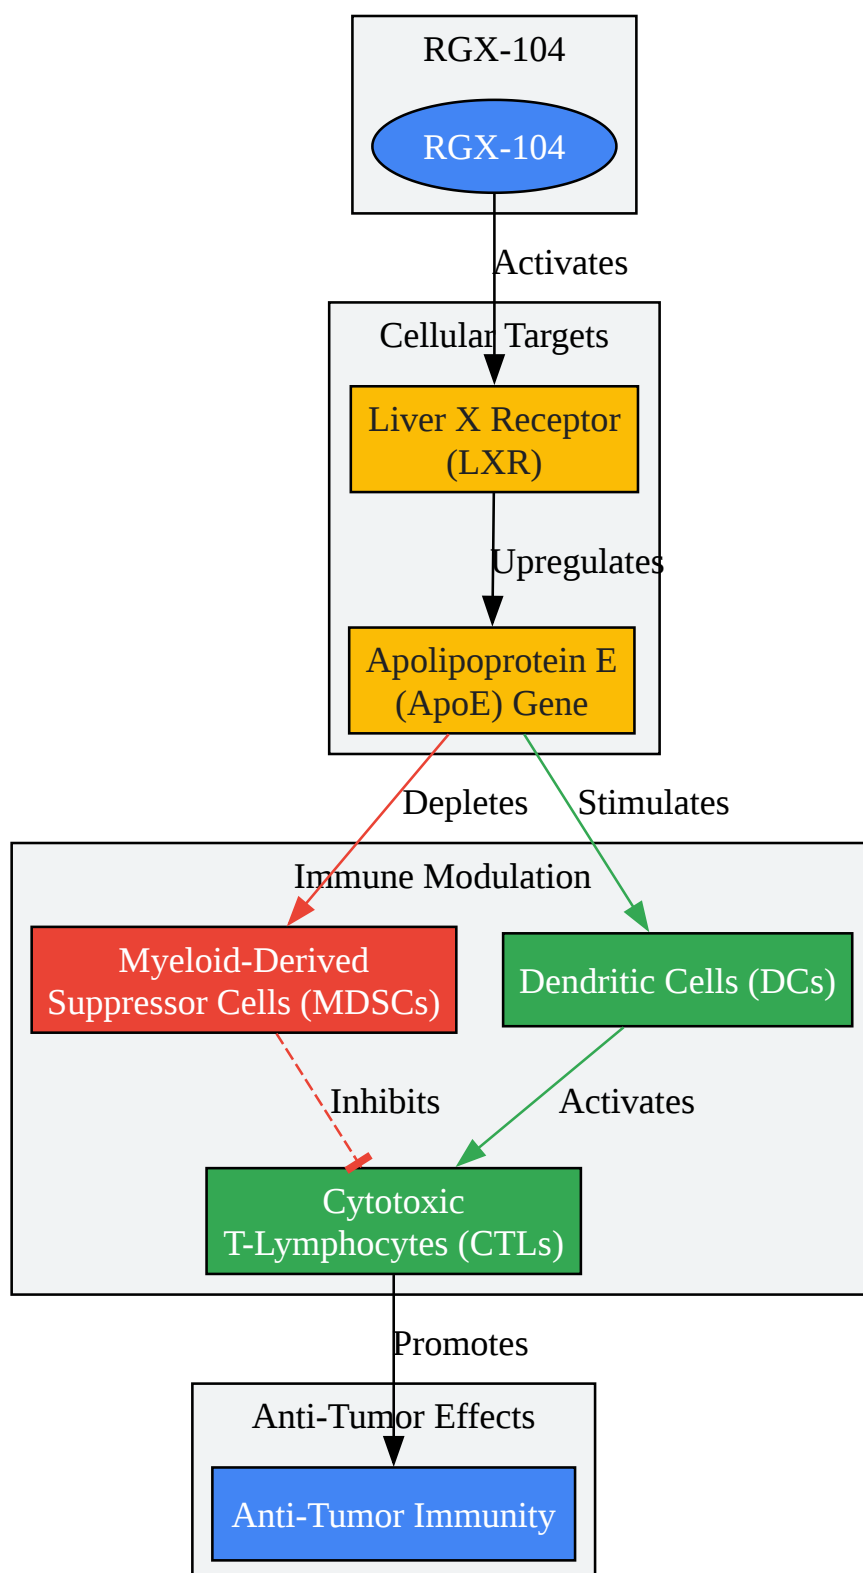 RGX-104
RGX-104
Activates
Cellular Targets
Liver X Receptor
(LXR)
Upregulates
Apolipoprotein E
(ApoE) Gene
Depletes
Stimulates
Immune Modulation
Myeloid-Derived
Suppressor Cells (MDSCs)
Dendritic Cells (DCs)
Inhibits
Activates
Cytotoxic
T-Lymphocytes (CTLs)
Promotes
Anti-Tumor Effects
Anti-Tumor Immunity